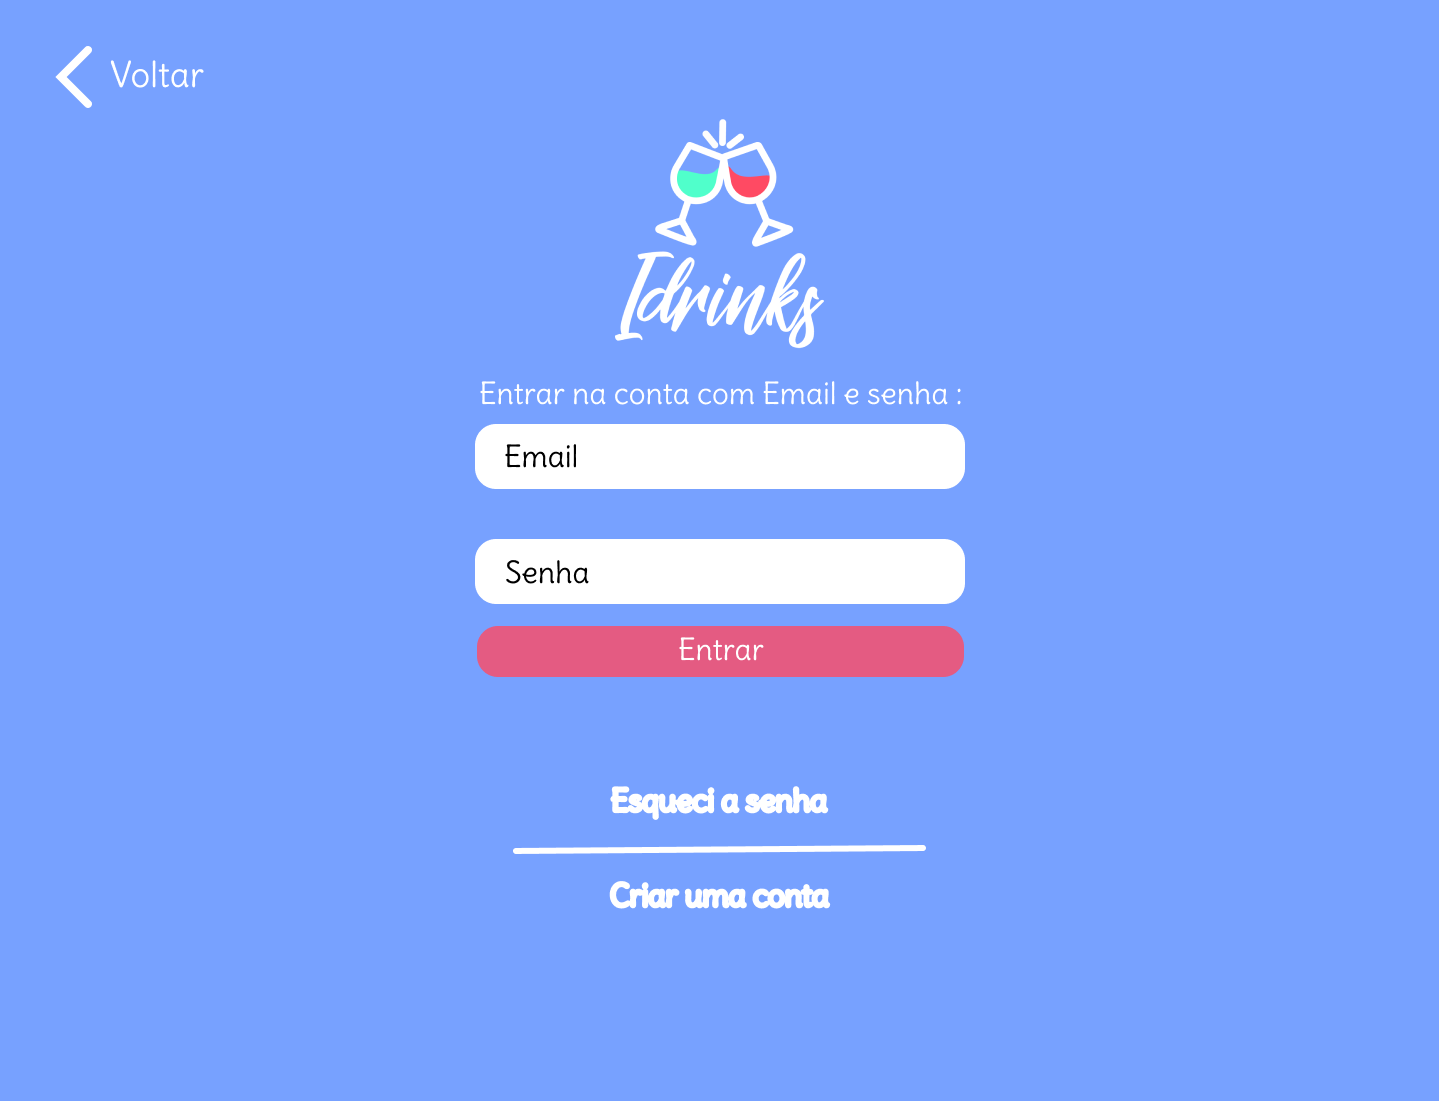 Voltar
Idrinks
Entrar na conta com Email e senha :
Email
Senha
Entrar
Esqueci a senha
Criar uma conta